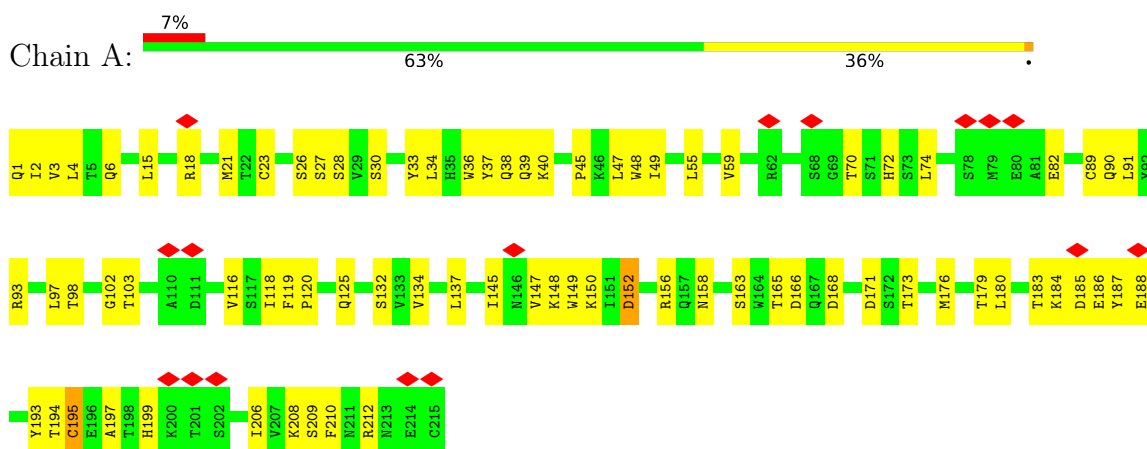 7%
Chain A:
63%
36%
•
Q1 I2 V3 L4 T5 Q6 L15 R18 M21 T22 C23 S26 S27 S28 V29 S30 Y33 L34 H35 W36 Y37 Q38 Q39 K40 P45 K46 L47 W48 I49 L55 V59 R62 S68 G69 T70 S71 H72 S73 L74 S78 M79 E80 A81 E82 C89 Q90 L91 Y92
R93 L97 T98 G102 T103 A110 D111 V116 S117 I118 F119 P120 Q125 S132 V133 V134 L137 I145 N146 V147 K148 W149 K150 I151 D152 R156 Q157 N158 S163 W164 T165 D166 Q167 D168 D171 S172 T173 M176 T179 L180 T183 K184 D185 E186 Y187 E188
Y193 T194 C195 E196 A197 T198 H199 K200 T201 S202 I206 V207 K208 S209 F210 N211 R212 N213 E214 C215